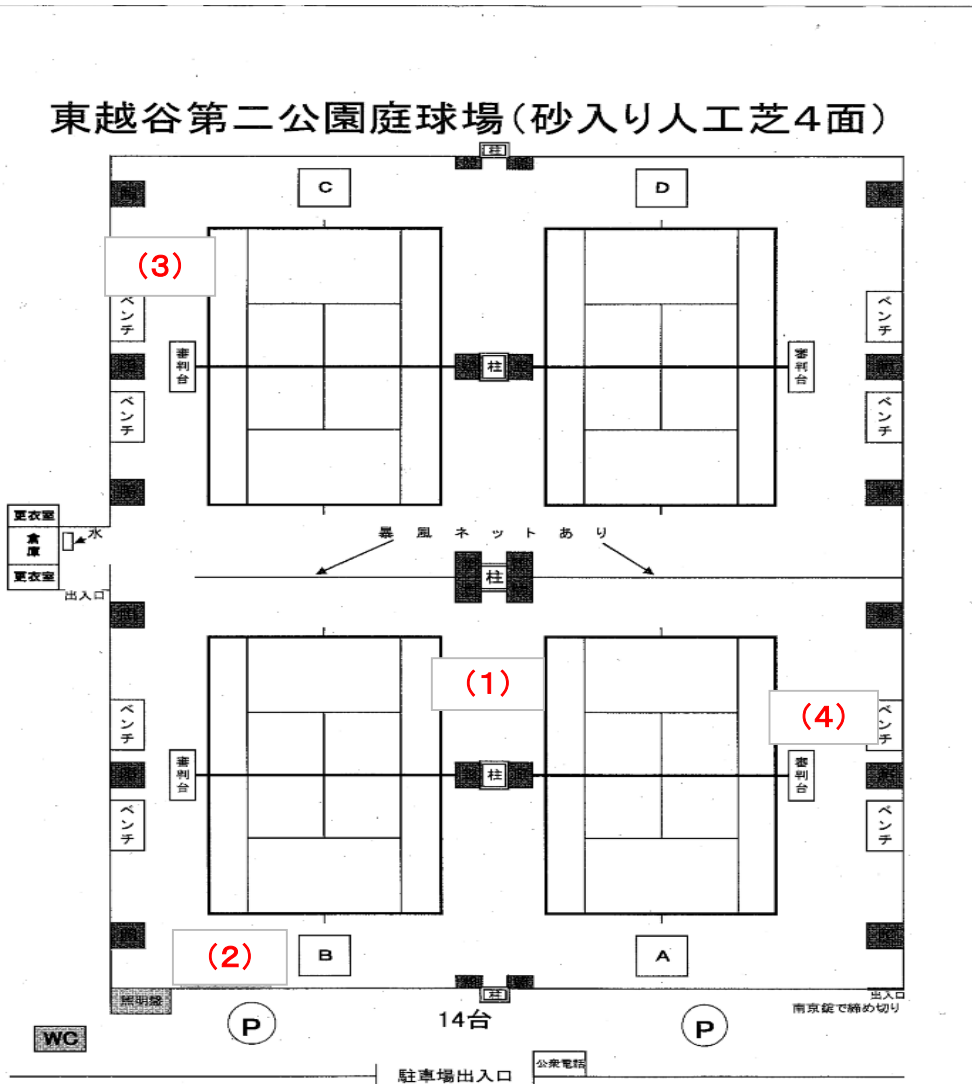 東越谷第二公園庭球場(砂入り人工芝4面)
柱
C
D
(3)
ベンチ
ベンチ
審判台
柱
審判台
ベンチ
ベンチ
更衣室
倉庫
水
更衣室
出入口
暴風ネットあり
柱
(1)
(4)
ベンチ
ベンチ
審判台
柱
審判台
ベンチ
ベンチ
(2)
B
A
照明盤
柱
出入口
南京錠で締め切り
P
14台
P
WC
公衆電話
駐車場出入口